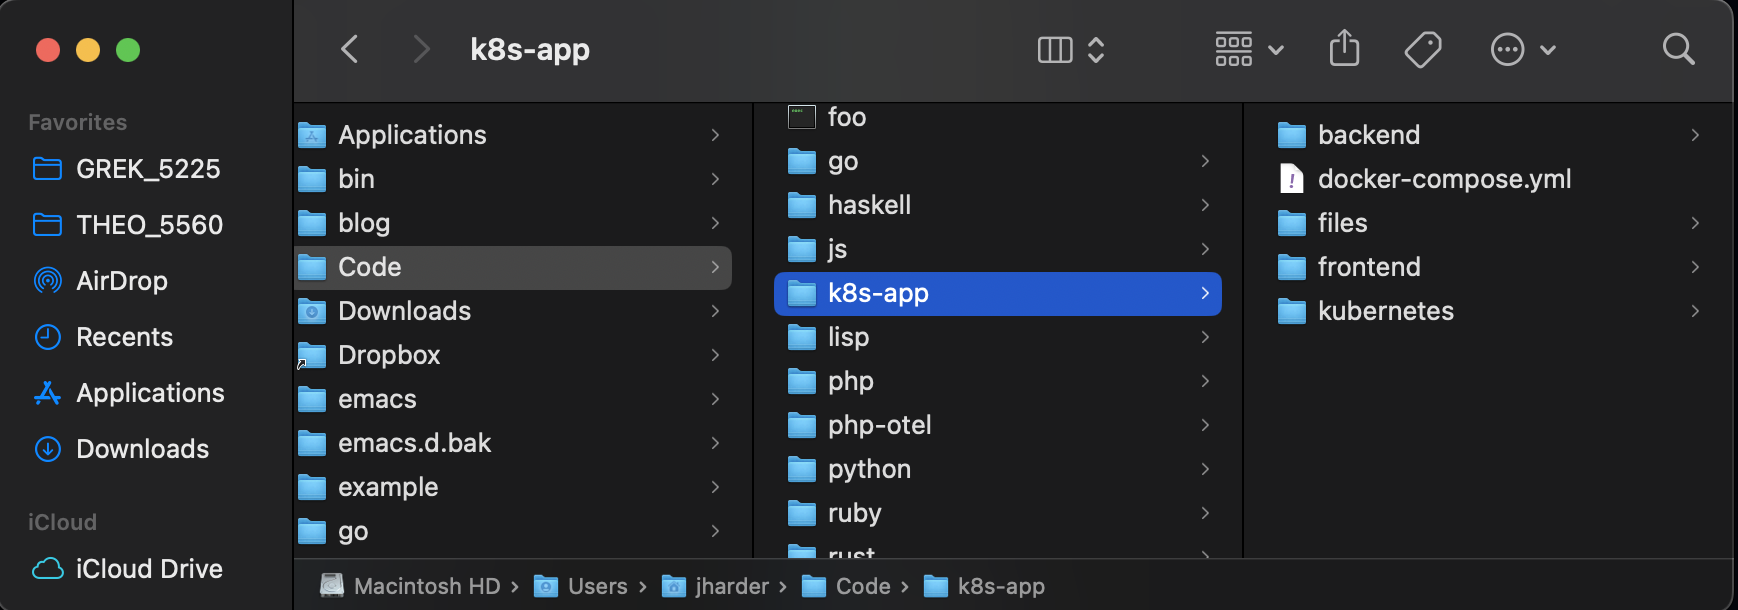 k8s-app
Favorites
GREK_5225
THEO_5560
AirDrop
Recents
Applications
Downloads
iCloud
iCloud Drive
Applications
bin
blog
Code
Downloads
Dropbox
emacs
emacs.d.bak
example
go
foo
go
haskell
js
k8s-app
lisp
php
php-otel
python
ruby
rust
backend
docker-compose.yml
files
frontend
kubernetes
Macintosh HD › Users › jharder › Code › k8s-app